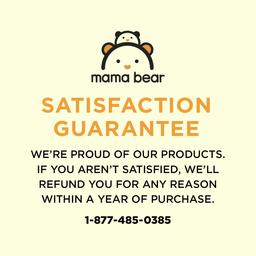 mama bear
SATISFACTION
GUARANTEE
WE'RE PROUD OF OUR PRODUCTS.
IF YOU AREN'T SATISFIED, WE'LL
REFUND YOU FOR ANY REASON
WITHIN A YEAR OF PURCHASE.
1-877-485-0385